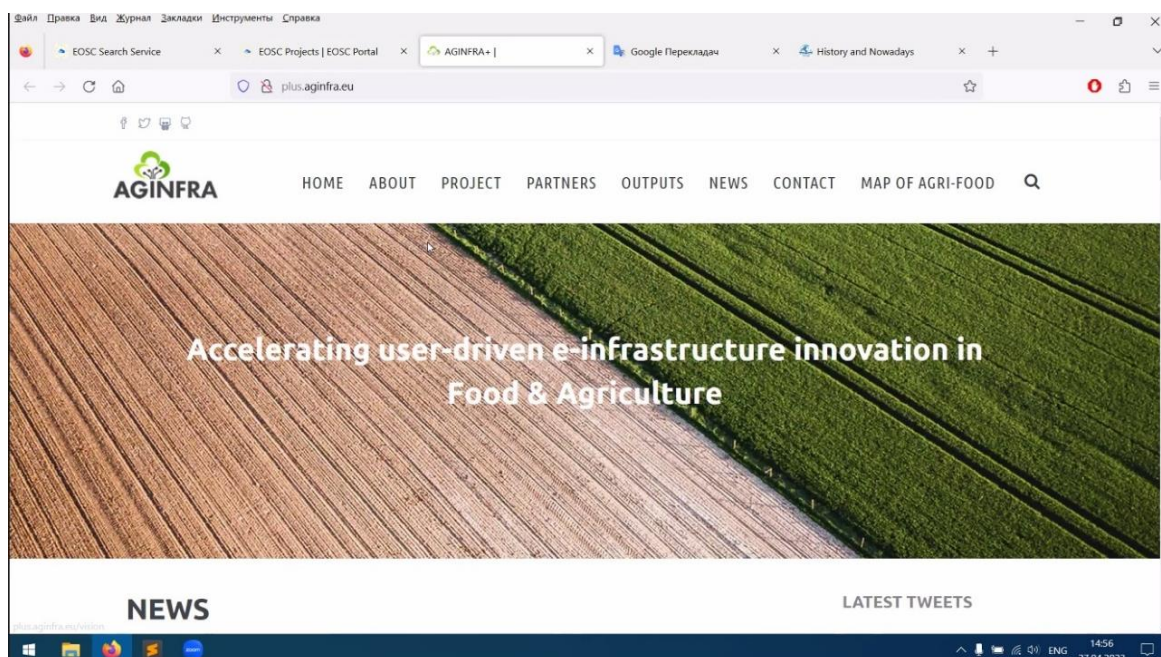 Файл Правка Вид Журнал Закладки Инструменты Справка
EOSC Search Service
EOSC Projects | EOSC Portal
AGINFRA+ |
Google Перекладач
History and Nowadays
plus.aginfra.eu
AGINFRA
HOME ABOUT PROJECT PARTNERS OUTPUTS NEWS CONTACT MAP OF AGRI-FOOD
Accelerating user-driven e-infrastructure innovation in
Food & Agriculture
NEWS
LATEST TWEETS
plus.aginfra.eu/vision
ENG
14:56